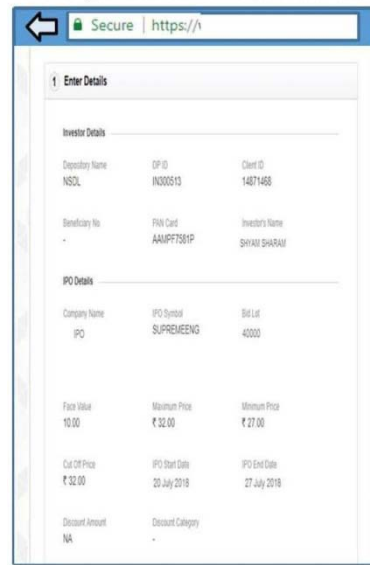 Secure | https://
1 Enter Details
Investor Details
Depository Name DP ID Client ID
NSDL IN300513 14871468
Beneficiary No PAN Card Investor's Name
- AAMPF7581P SHYAM SHARAM
IPO Details
Company Name IPO Symbol Bid Lot
IPO SUPREMEENG 40000
Face Value Maximum Price Minimum Price
10.00 ₹ 32.00 ₹ 27.00
Cut Off Price IPO Start Date IPO End Date
₹ 32.00 20 July 2018 27 July 2018
Discount Amount Discount Category
NA -